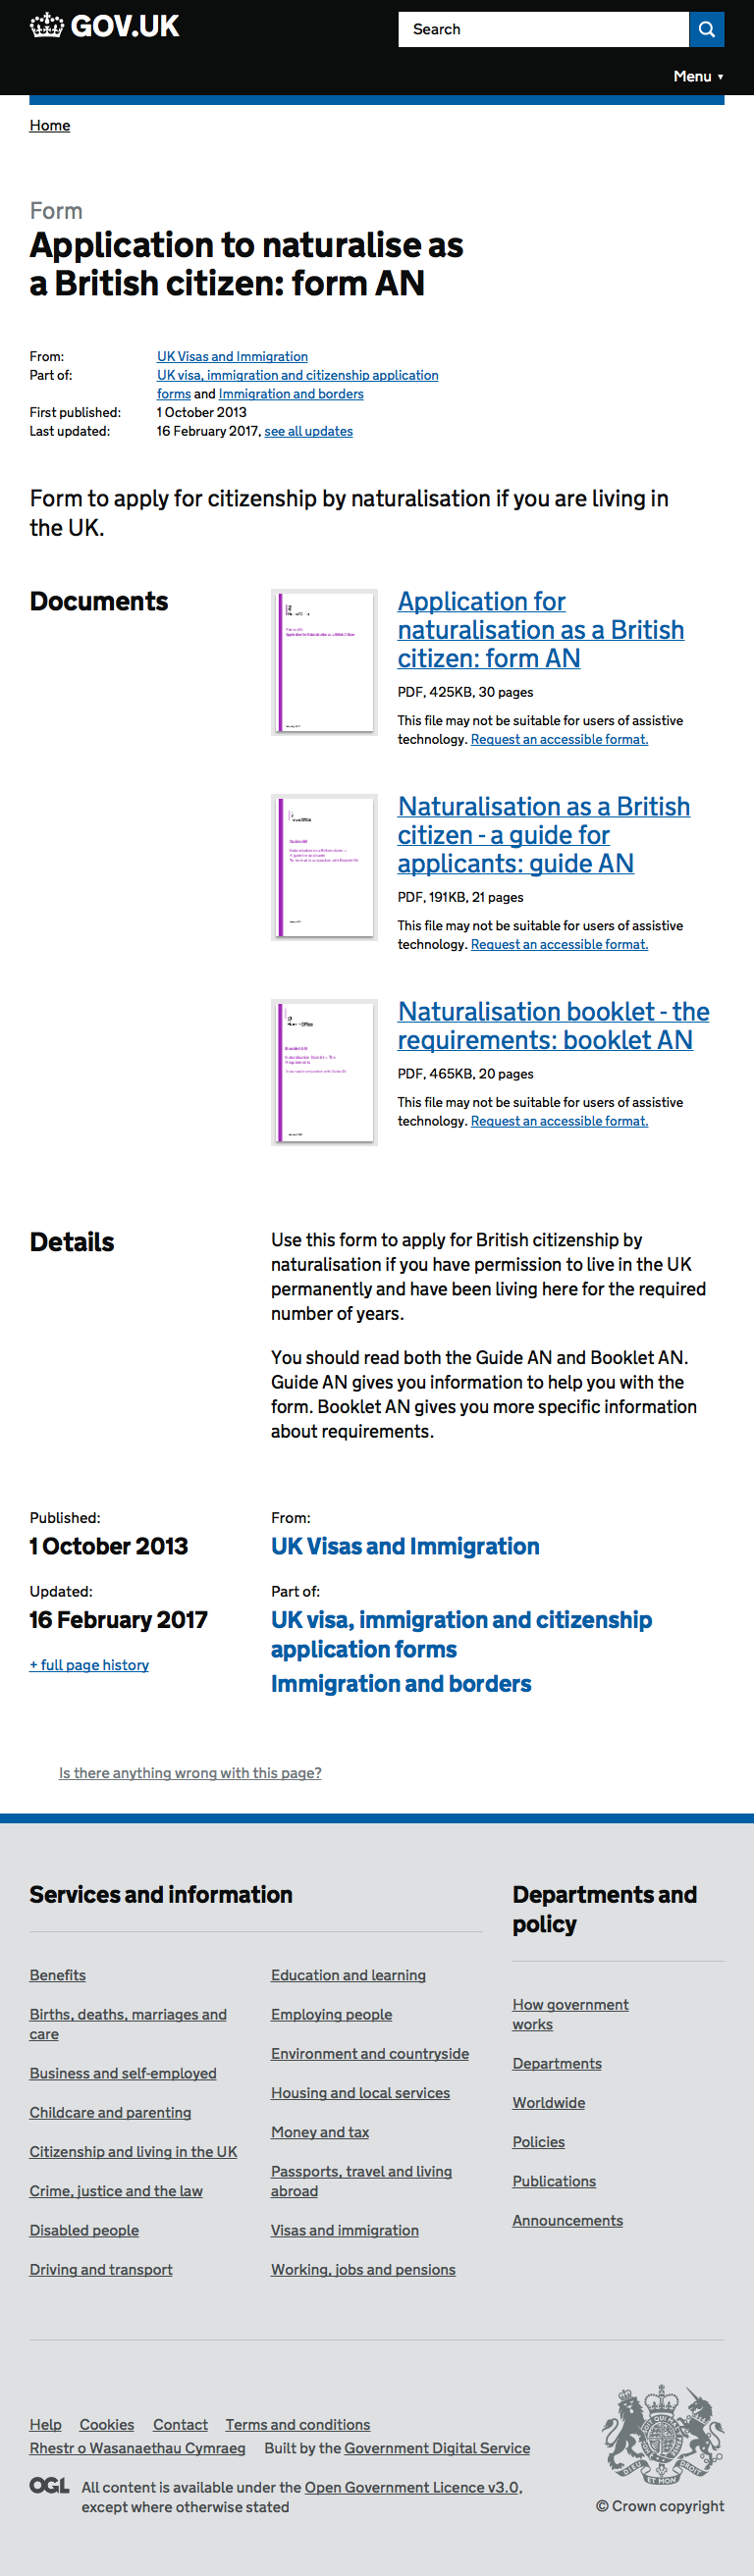 GOV.UK
Search
Menu ▼
Home
Form
Application to naturalise as
a British citizen: form AN
From: UK Visas and Immigration
Part of: UK visa, immigration and citizenship application
forms and Immigration and borders
First published: 1 October 2013
Last updated: 16 February 2017, see all updates
Form to apply for citizenship by naturalisation if you are living in
the UK.
Documents
Application for
naturalisation as a British
citizen: form AN
PDF, 425KB, 30 pages
This file may not be suitable for users of assistive
technology. Request an accessible format.
Naturalisation as a British
citizen - a guide for
applicants: guide AN
PDF, 191KB, 21 pages
This file may not be suitable for users of assistive
technology. Request an accessible format.
Naturalisation booklet - the
requirements: booklet AN
PDF, 465KB, 20 pages
This file may not be suitable for users of assistive
technology. Request an accessible format.
Details
Use this form to apply for British citizenship by
naturalisation if you have permission to live in the UK
permanently and have been living here for the required
number of years.
You should read both the Guide AN and Booklet AN.
Guide AN gives you information to help you with the
form. Booklet AN gives you more specific information
about requirements.
Published:
1 October 2013
Updated:
16 February 2017
+ full page history
From:
UK Visas and Immigration
Part of:
UK visa, immigration and citizenship
application forms
Immigration and borders
Is there anything wrong with this page?
Services and information
Benefits
Births, deaths, marriages and
care
Business and self-employed
Childcare and parenting
Citizenship and living in the UK
Crime, justice and the law
Disabled people
Driving and transport
Education and learning
Employing people
Environment and countryside
Housing and local services
Money and tax
Passports, travel and living
abroad
Visas and immigration
Working, jobs and pensions
Departments and
policy
How government
works
Departments
Worldwide
Policies
Publications
Announcements
Help Cookies Contact Terms and conditions
Rhestr o Wasanaethau Cymraeg Built by the Government Digital Service
OGL All content is available under the Open Government Licence v3.0,
except where otherwise stated
DIEU ET MON DROIT
© Crown copyright